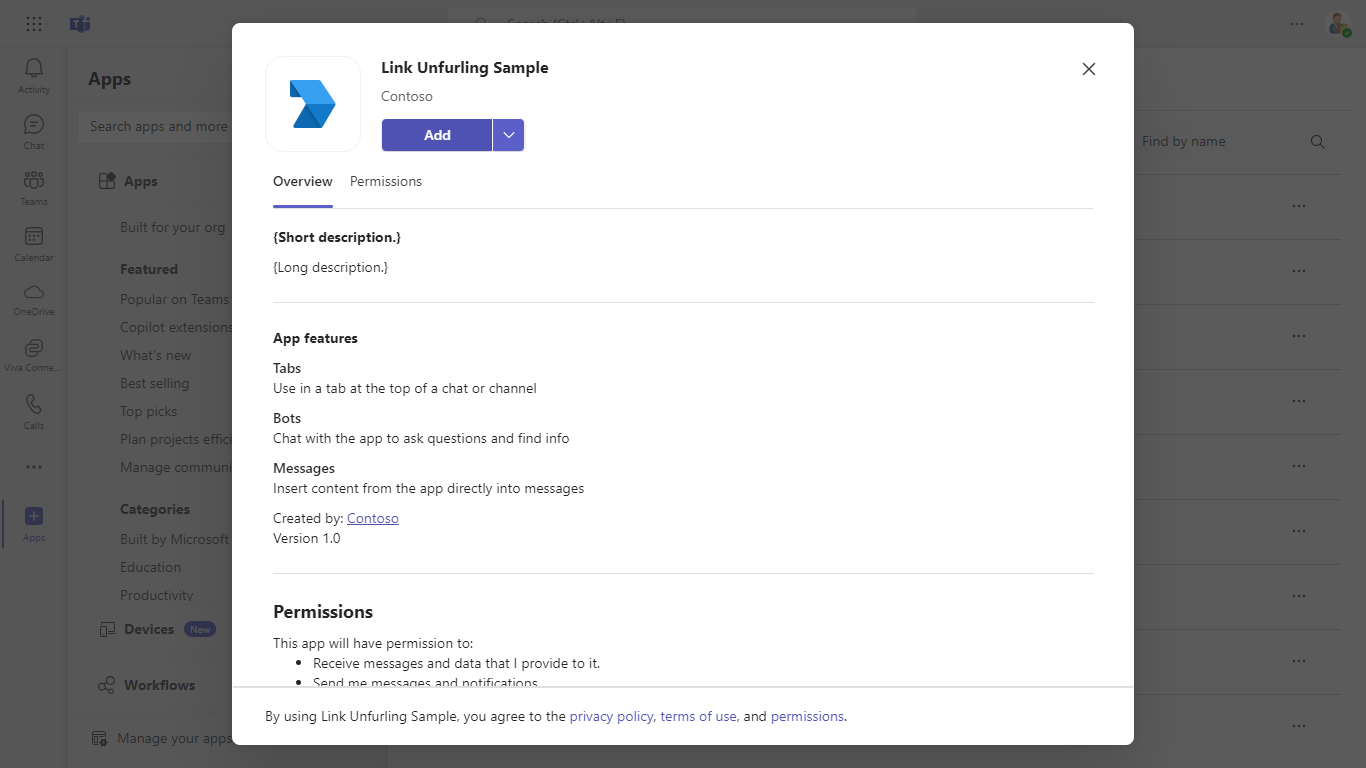 Search (Ctrl+Alt+E)
Activity
Chat
Teams
Calendar
OneDrive
Viva Conne...
Calls
Apps
Apps
Search apps and more
Apps
Built for your org
Featured
Popular on Teams
Copilot extensions
What's new
Best selling
Top picks
Plan projects effici
Manage communi
Categories
Built by Microsoft
Education
Productivity
Devices New
Workflows
Manage your apps
Find by name
Link Unfurling Sample
Contoso
Add
Overview Permissions
{Short description.}
{Long description.}
App features
Tabs
Use in a tab at the top of a chat or channel
Bots
Chat with the app to ask questions and find info
Messages
Insert content from the app directly into messages
Created by: Contoso
Version 1.0
Permissions
This app will have permission to:
Receive messages and data that I provide to it.
Send me messages and notifications
By using Link Unfurling Sample, you agree to the privacy policy, terms of use, and permissions.